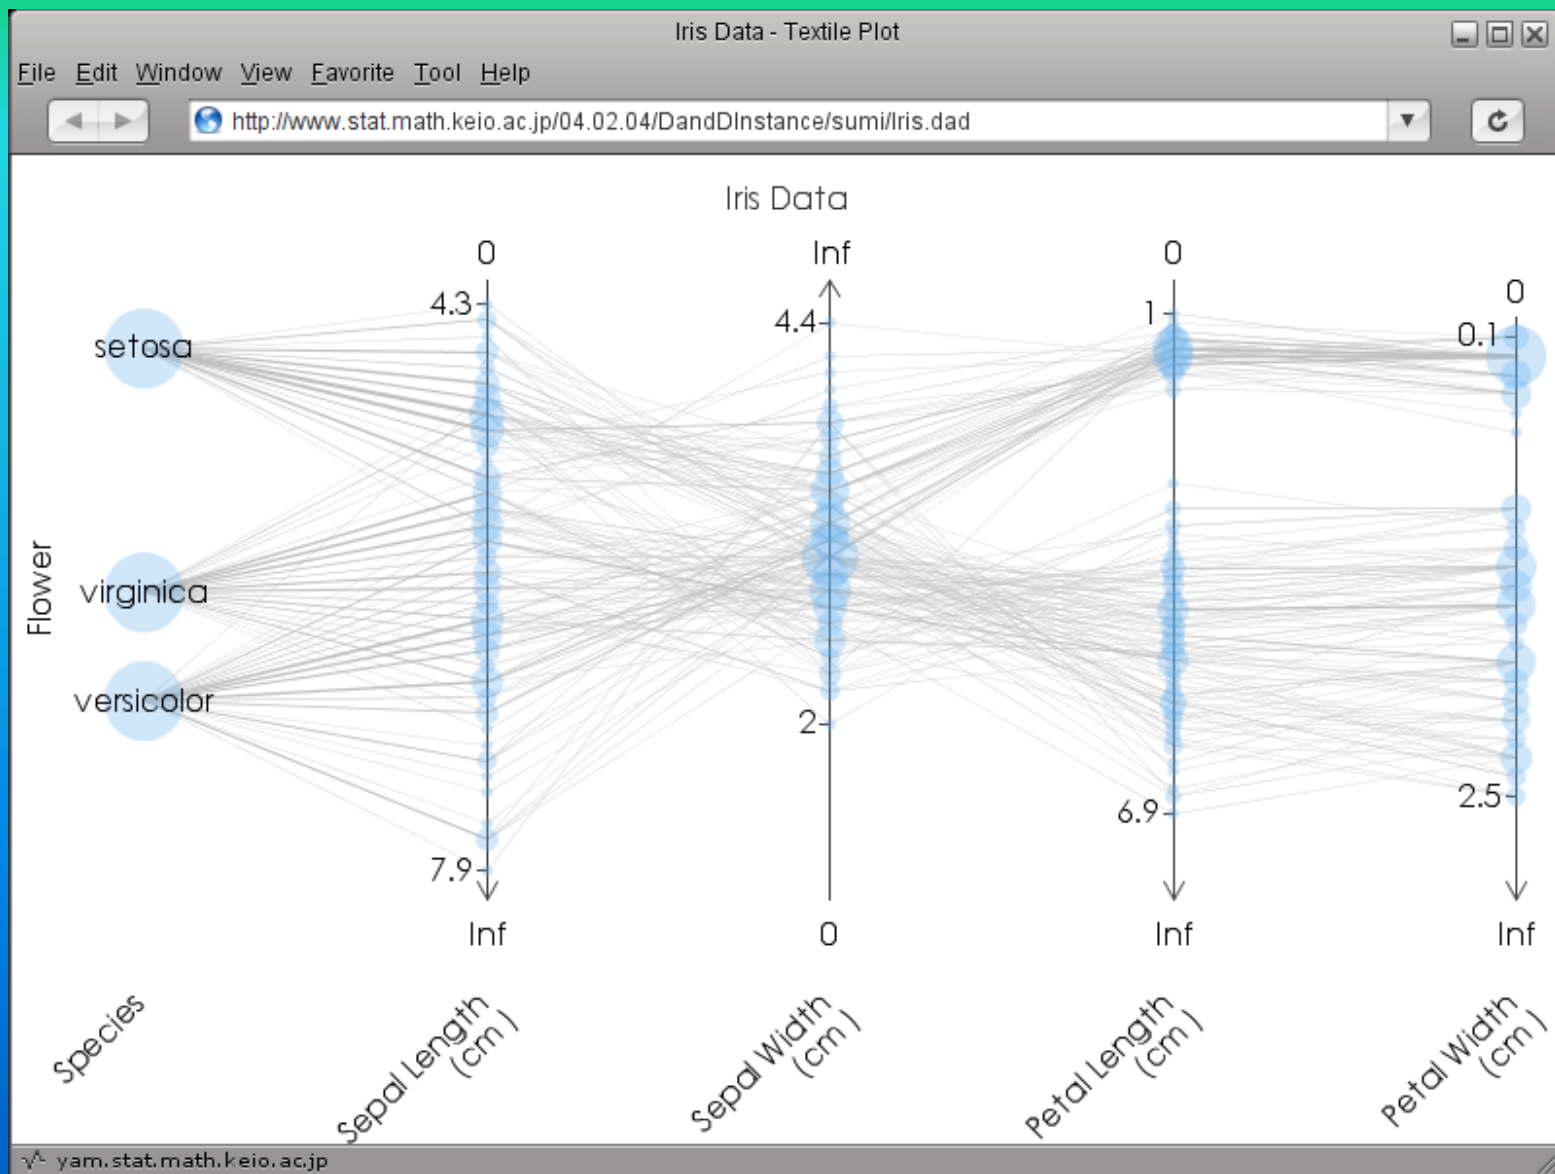 Iris Data - Textile Plot
File Edit Window View Favorite Tool Help
http://www.stat.math.keio.ac.jp/04.02.04/DandDInstance/sumi/Iris.dad
Iris Data
0 Inf 0 0
4.3 4.4 1 0.1
setosa
virginica
versicolor
Flower
2
6.9 2.5
7.9
Inf 0 Inf Inf
Species
Sepal Length
(cm)
Sepal Width
(cm)
Petal Length
(cm)
Petal Width
(cm)
yam.stat.math.keio.ac.jp